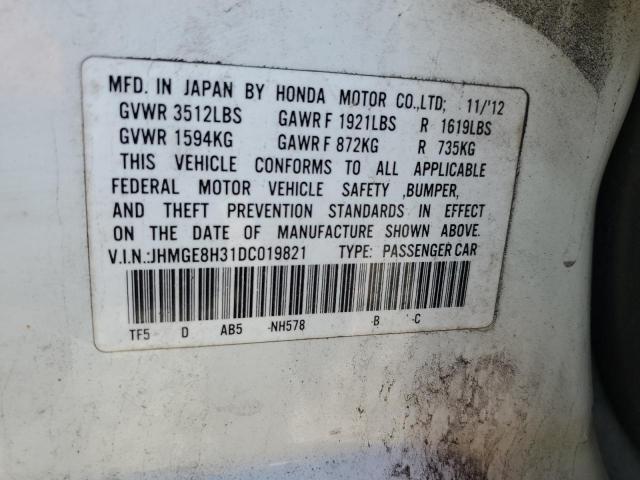 MFD. IN JAPAN BY HONDA MOTOR CO.,LTD; 11/'12
GVWR 3512LBS GAWR F 1921LBS R 1619LBS
GVWR 1594KG GAWR F 872KG R 735KG
THIS VEHICLE CONFORMS TO ALL APPLICABLE
FEDERAL MOTOR VEHICLE SAFETY ,BUMPER,
AND THEFT PREVENTION STANDARDS IN EFFECT
ON THE DATE OF MANUFACTURE SHOWN ABOVE.
V.I.N.:JHMGE8H31DC019821 TYPE: PASSENGER CAR
TF5 D AB5 -NH578 -B -C